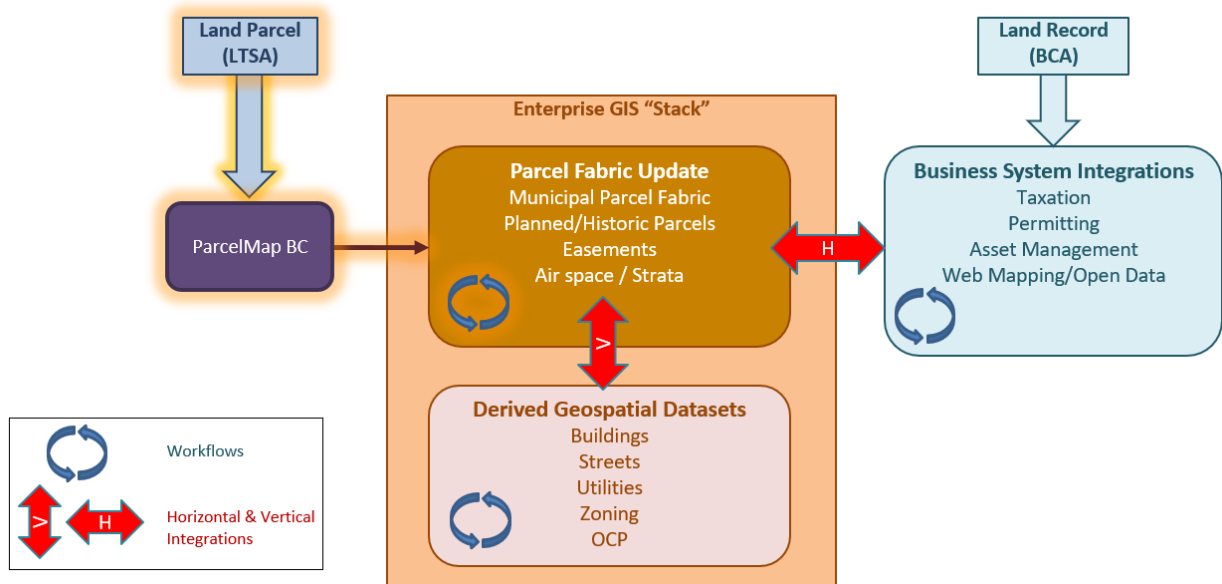 Land Parcel
(LTSA)
Land Record
(BCA)
Enterprise GIS “Stack”
ParcelMap BC
Parcel Fabric Update
Municipal Parcel Fabric
Planned/Historic Parcels
Easements
Air space / Strata
H
Business System Integrations
Taxation
Permitting
Asset Management
Web Mapping/Open Data
V
Derived Geospatial Datasets
Buildings
Streets
Utilities
Zoning
OCP
Workflows
V
H
Horizontal & Vertical
Integrations